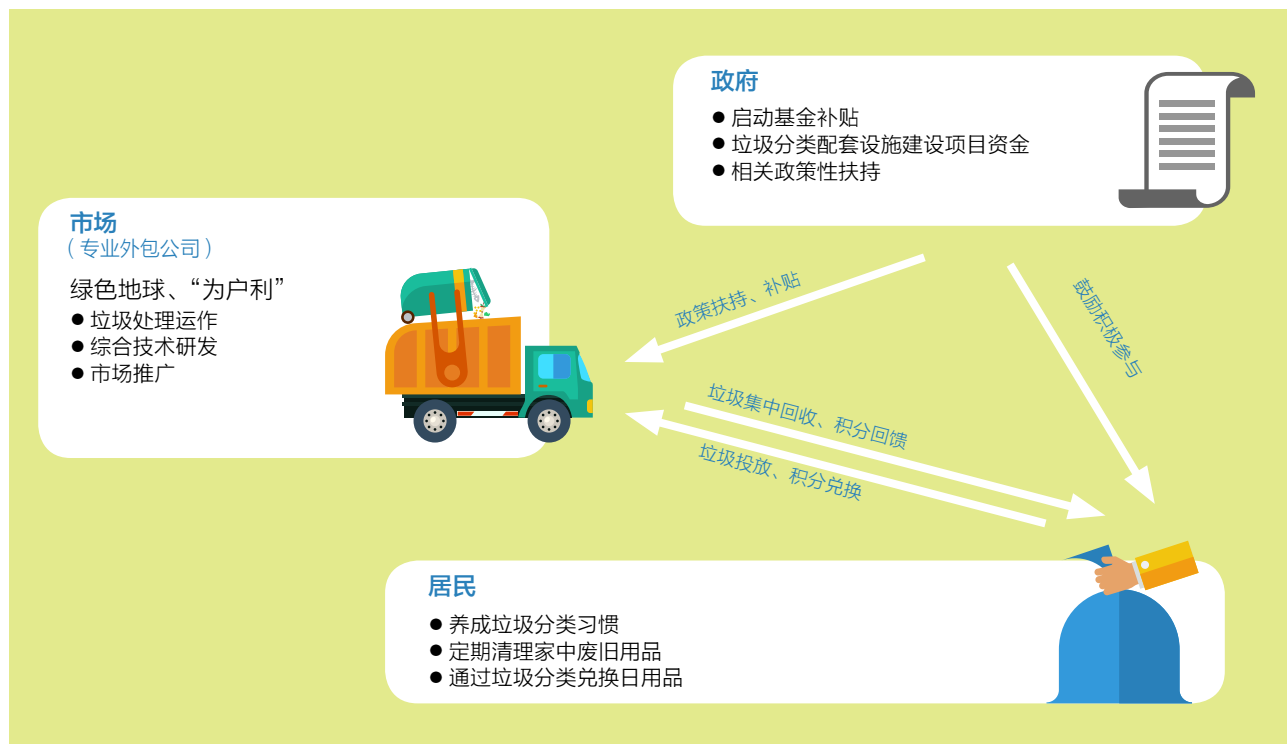 政府
● 启动基金补贴
● 垃圾分类配套设施建设项目资金
● 相关政策性扶持
市场
（专业外包公司）
绿色地球、“为户利”
● 垃圾处理运作
● 综合技术研发
● 市场推广
政策扶持、补贴
鼓励积极参与
垃圾集中回收、积分回馈
垃圾投放、积分兑换
居民
● 养成垃圾分类习惯
● 定期清理家中废旧用品
● 通过垃圾分类兑换日用品